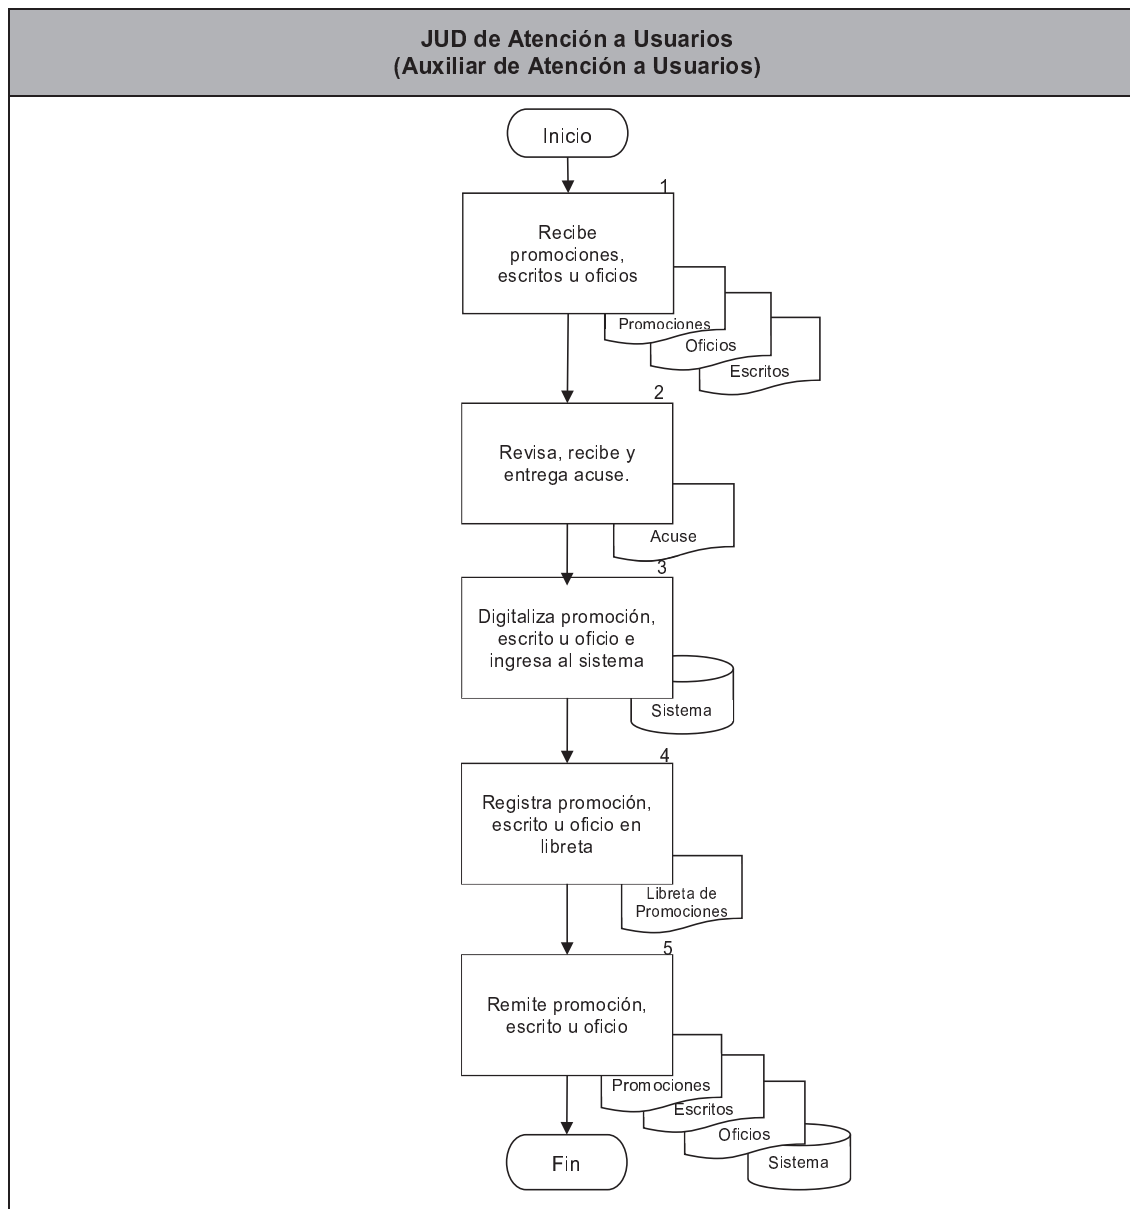 JUD de Atención a Usuarios
(Auxiliar de Atención a Usuarios)
Inicio
1
Recibe
promociones,
escritos u oficios
Promociones
Oficios
Escritos
2
Revisa, recibe y
entrega acuse.
Acuse
3
Digitaliza promoción,
escrito u oficio e
ingresa al sistema
Sistema
4
Registra promoción,
escrito u oficio en
libreta
Libreta de
Promociones
5
Remite promoción,
escrito u oficio
Promociones
Escritos
Oficios
Sistema
Fin